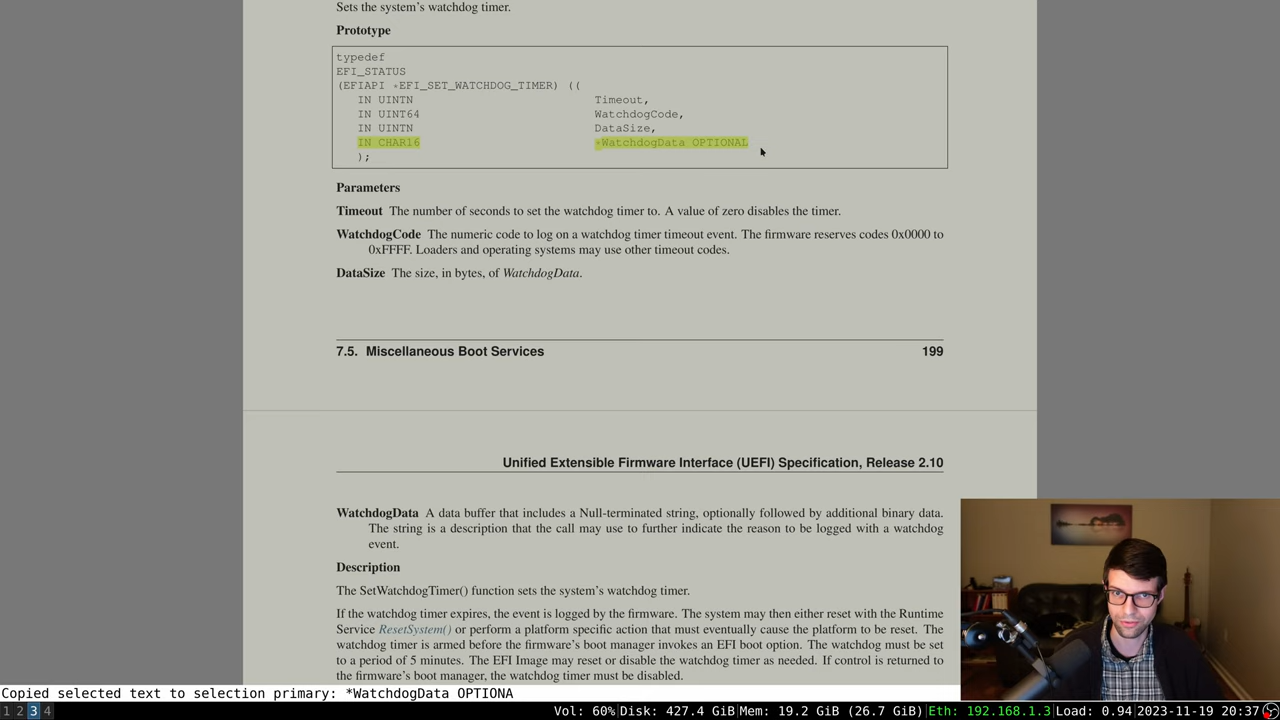 Sets the system's watchdog timer.
Prototype
typedef
EFI_STATUS
(EFIAPI *EFI_SET_WATCHDOG_TIMER) ((
IN UINTN Timeout,
IN UINT64 WatchdogCode,
IN UINTN DataSize,
IN CHAR16 *WatchdogData OPTIONAL
);
Parameters
Timeout The number of seconds to set the watchdog timer to. A value of zero disables the timer.
WatchdogCode The numeric code to log on a watchdog timer timeout event. The firmware reserves codes 0x0000 to
0xFFFF. Loaders and operating systems may use other timeout codes.
DataSize The size, in bytes, of WatchdogData.
7.5. Miscellaneous Boot Services 199
Unified Extensible Firmware Interface (UEFI) Specification, Release 2.10
WatchdogData A data buffer that includes a Null-terminated string, optionally followed by additional binary data.
The string is a description that the call may use to further indicate the reason to be logged with a watchdog
event.
Description
The SetWatchdogTimer() function sets the system's watchdog timer.
If the watchdog timer expires, the event is logged by the firmware. The system may then either reset with the Runtime
Service ResetSystem() or perform a platform specific action that must eventually cause the platform to be reset. The
watchdog timer is armed before the firmware's boot manager invokes an EFI boot option. The watchdog must be set
to a period of 5 minutes. The EFI Image may reset or disable the watchdog timer as needed. If control is returned to
the firmware's boot manager, the watchdog timer must be disabled.
Copied selected text to selection primary: *WatchdogData OPTIONA
1 2 3 4 Vol: 60% Disk: 427.4 GiB Mem: 19.2 GiB (26.7 GiB) Eth: 192.168.1.3 Load: 0.94 2023-11-19 20:37